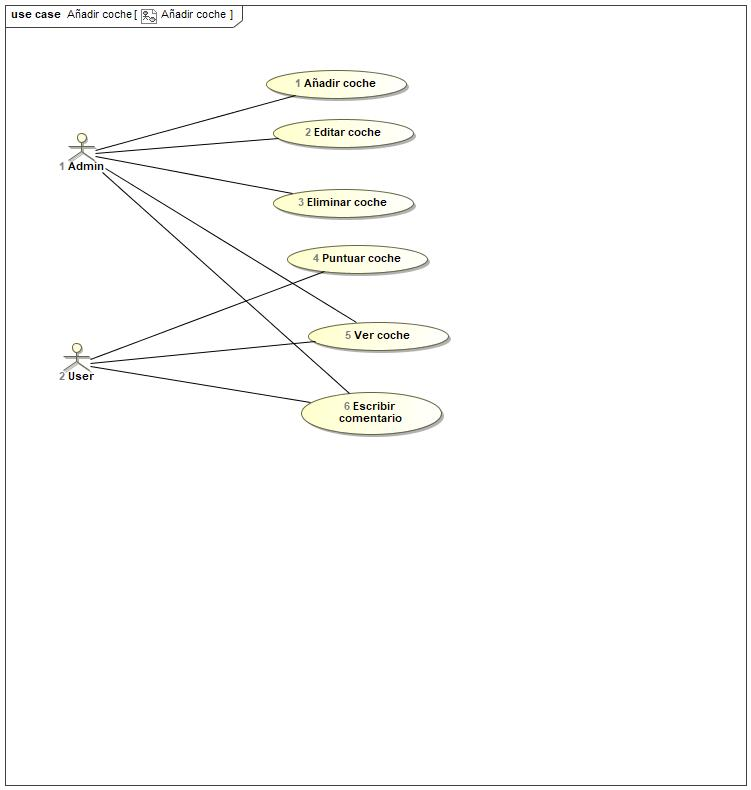 use case Añadir coche [ Añadir coche ]
1 Añadir coche
2 Editar coche
1 Admin
3 Eliminar coche
4 Puntuar coche
5 Ver coche
2 User
6 Escribir
comentario